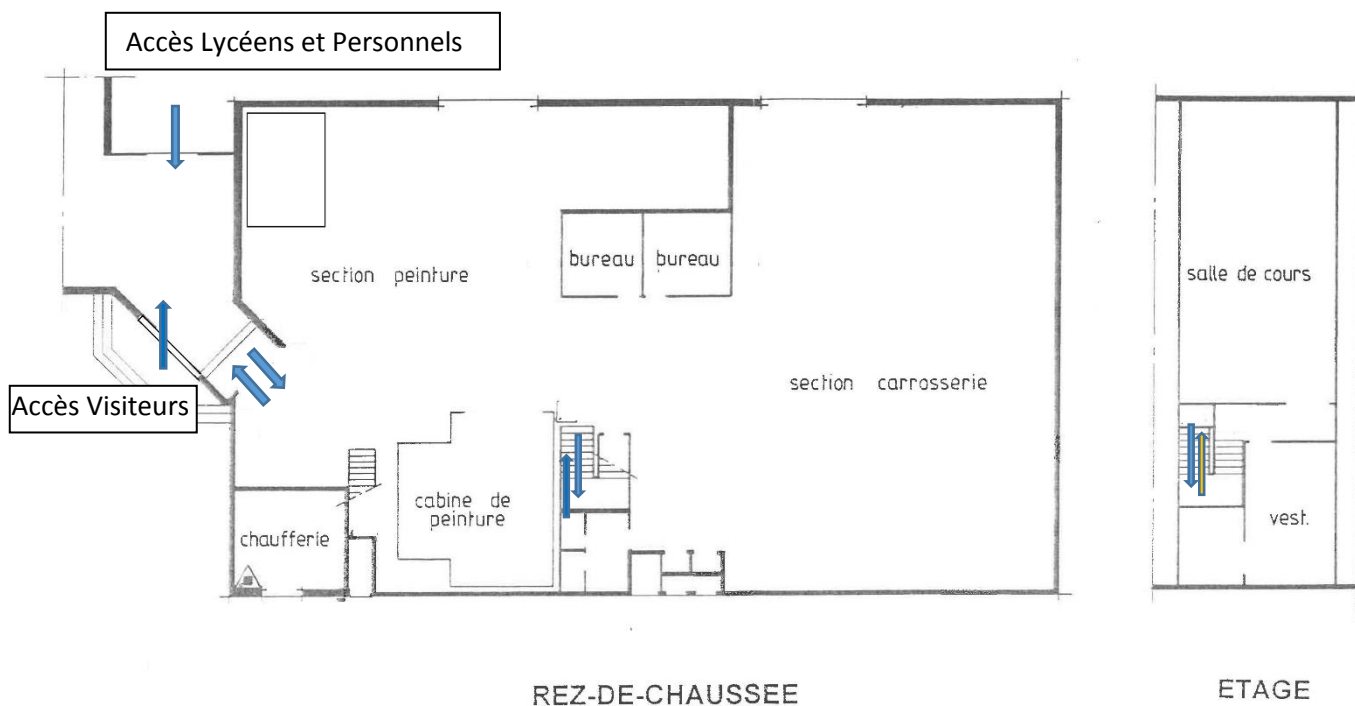 Accès Lycéens et Personnels
bureau
bureau
section peinture
salle de cours
section carrosserie
Accès Visiteurs
cabine de
peinture
vest.
chaufferie
REZ-DE-CHAUSSEE
ETAGE